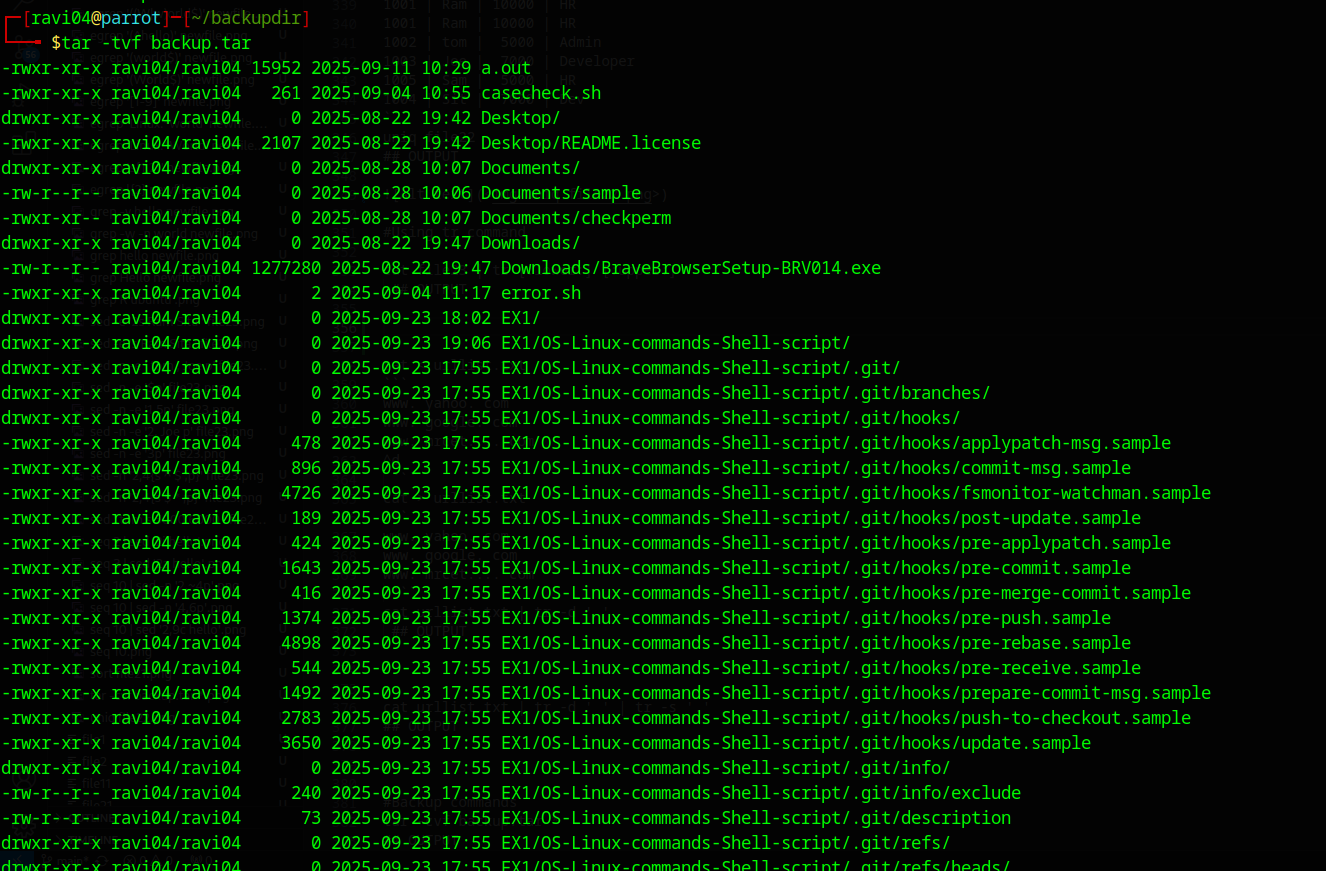 ┌─[ravi04@parrot]─[~/backupdir]
└──╼ $tar -tvf backup.tar
-rwxr-xr-x ravi04/ravi04 15952 2025-09-11 10:29 a.out
-rwxr-xr-x ravi04/ravi04   261 2025-09-04 10:55 casecheck.sh
drwxr-xr-x ravi04/ravi04     0 2025-08-22 19:42 Desktop/
-rwxr-xr-x ravi04/ravi04  2107 2025-08-22 19:42 Desktop/README.license
drwxr-xr-x ravi04/ravi04     0 2025-08-28 10:07 Documents/
-rw-r--r-- ravi04/ravi04     0 2025-08-28 10:06 Documents/sample
-rwxr-xr-- ravi04/ravi04     0 2025-08-28 10:07 Documents/checkperm
drwxr-xr-x ravi04/ravi04     0 2025-08-22 19:47 Downloads/
-rw-r--r-- ravi04/ravi04 1277280 2025-08-22 19:47 Downloads/BraveBrowserSetup-BRV014.exe
-rwxr-xr-x ravi04/ravi04       2 2025-09-04 11:17 error.sh
drwxr-xr-x ravi04/ravi04       0 2025-09-23 18:02 EX1/
drwxr-xr-x ravi04/ravi04       0 2025-09-23 19:06 EX1/OS-Linux-commands-Shell-script/
drwxr-xr-x ravi04/ravi04       0 2025-09-23 17:55 EX1/OS-Linux-commands-Shell-script/.git/
drwxr-xr-x ravi04/ravi04       0 2025-09-23 17:55 EX1/OS-Linux-commands-Shell-script/.git/branches/
drwxr-xr-x ravi04/ravi04       0 2025-09-23 17:55 EX1/OS-Linux-commands-Shell-script/.git/hooks/
-rwxr-xr-x ravi04/ravi04     478 2025-09-23 17:55 EX1/OS-Linux-commands-Shell-script/.git/hooks/applypatch-msg.sample
-rwxr-xr-x ravi04/ravi04     896 2025-09-23 17:55 EX1/OS-Linux-commands-Shell-script/.git/hooks/commit-msg.sample
-rwxr-xr-x ravi04/ravi04    4726 2025-09-23 17:55 EX1/OS-Linux-commands-Shell-script/.git/hooks/fsmonitor-watchman.sample
-rwxr-xr-x ravi04/ravi04     189 2025-09-23 17:55 EX1/OS-Linux-commands-Shell-script/.git/hooks/post-update.sample
-rwxr-xr-x ravi04/ravi04     424 2025-09-23 17:55 EX1/OS-Linux-commands-Shell-script/.git/hooks/pre-applypatch.sample
-rwxr-xr-x ravi04/ravi04    1643 2025-09-23 17:55 EX1/OS-Linux-commands-Shell-script/.git/hooks/pre-commit.sample
-rwxr-xr-x ravi04/ravi04     416 2025-09-23 17:55 EX1/OS-Linux-commands-Shell-script/.git/hooks/pre-merge-commit.sample
-rwxr-xr-x ravi04/ravi04    1374 2025-09-23 17:55 EX1/OS-Linux-commands-Shell-script/.git/hooks/pre-push.sample
-rwxr-xr-x ravi04/ravi04    4898 2025-09-23 17:55 EX1/OS-Linux-commands-Shell-script/.git/hooks/pre-rebase.sample
-rwxr-xr-x ravi04/ravi04     544 2025-09-23 17:55 EX1/OS-Linux-commands-Shell-script/.git/hooks/pre-receive.sample
-rwxr-xr-x ravi04/ravi04    1492 2025-09-23 17:55 EX1/OS-Linux-commands-Shell-script/.git/hooks/prepare-commit-msg.sample
-rwxr-xr-x ravi04/ravi04    2783 2025-09-23 17:55 EX1/OS-Linux-commands-Shell-script/.git/hooks/push-to-checkout.sample
-rwxr-xr-x ravi04/ravi04    3650 2025-09-23 17:55 EX1/OS-Linux-commands-Shell-script/.git/hooks/update.sample
drwxr-xr-x ravi04/ravi04       0 2025-09-23 17:55 EX1/OS-Linux-commands-Shell-script/.git/info/
-rw-r--r-- ravi04/ravi04     240 2025-09-23 17:55 EX1/OS-Linux-commands-Shell-script/.git/info/exclude
-rw-r--r-- ravi04/ravi04      73 2025-09-23 17:55 EX1/OS-Linux-commands-Shell-script/.git/description
drwxr-xr-x ravi04/ravi04       0 2025-09-23 17:55 EX1/OS-Linux-commands-Shell-script/.git/refs/
drwxr-xr-x ravi04/ravi04       0 2025-09-23 17:55 EX1/OS-Linux-commands-Shell-script/.git/refs/heads/